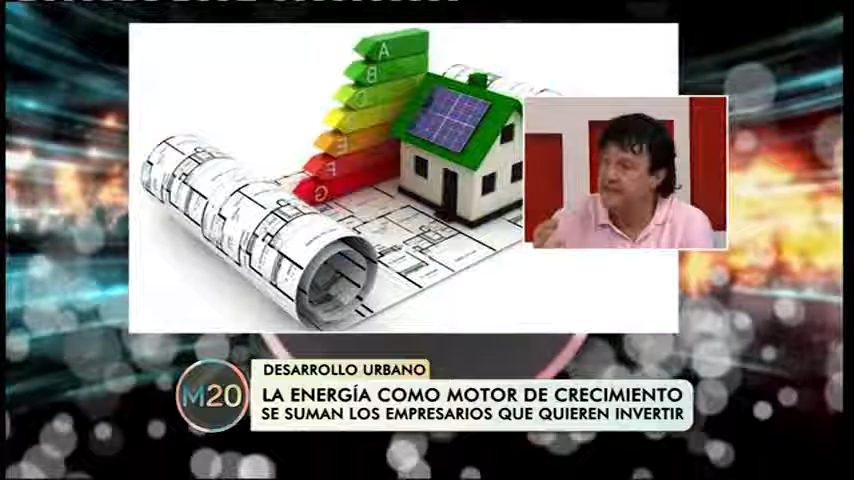 A
B
C
D
E
F
G
DESARROLLO URBANO
M20
LA ENERGÍA COMO MOTOR DE CRECIMIENTO
SE SUMAN LOS EMPRESARIOS QUE QUIEREN INVERTIR